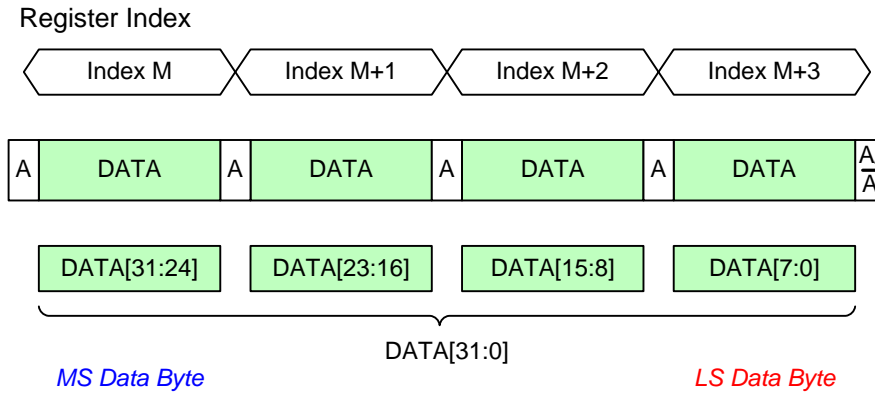 Register Index
Index M Index M+1 Index M+2 Index M+3
A DATA A DATA A DATA A DATA A
A
DATA[31:24] DATA[23:16] DATA[15:8] DATA[7:0]
DATA[31:0]
MS Data Byte LS Data Byte